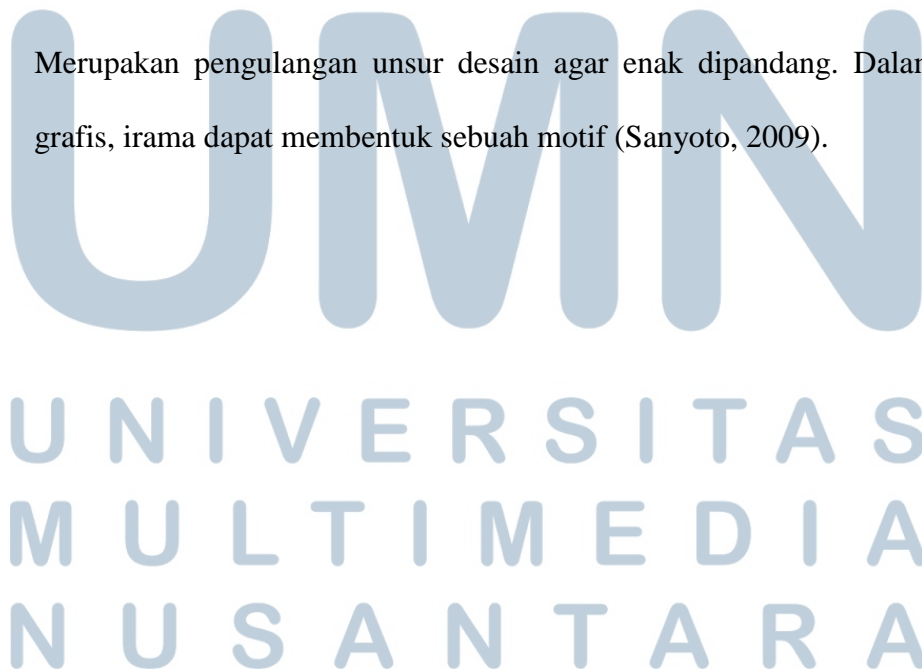 UMN
Merupakan pengulangan unsur desain agar enak dipandang.
grafis, irama dapat membentuk sebuah motif (Sanyoto, 2009).
UNIVERSITAS
MULTIMEDIA
NUSANTARA